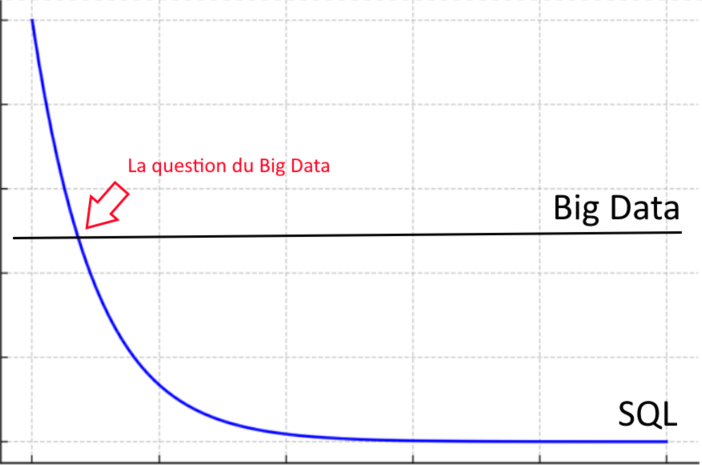 La question du Big Data
Big Data
SQL